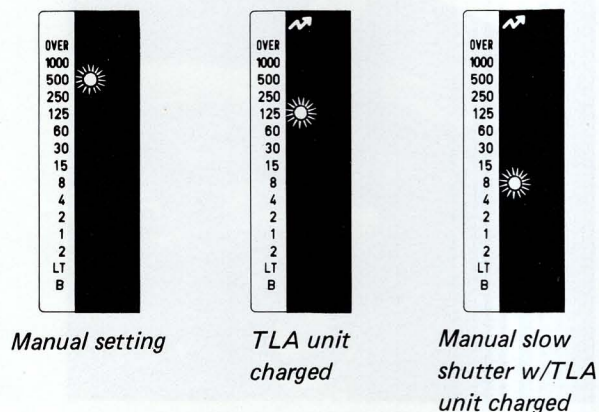 OVER
1000
500
250
125
60
30
15
8
4
2
1
2
LT
B
Manual setting
OVER
1000
500
250
125
60
30
15
8
4
2
1
2
LT
B
TLA unit
charged
OVER
1000
500
250
125
60
30
15
8
4
2
1
2
LT
B
Manual slow
shutter w/TLA
unit charged